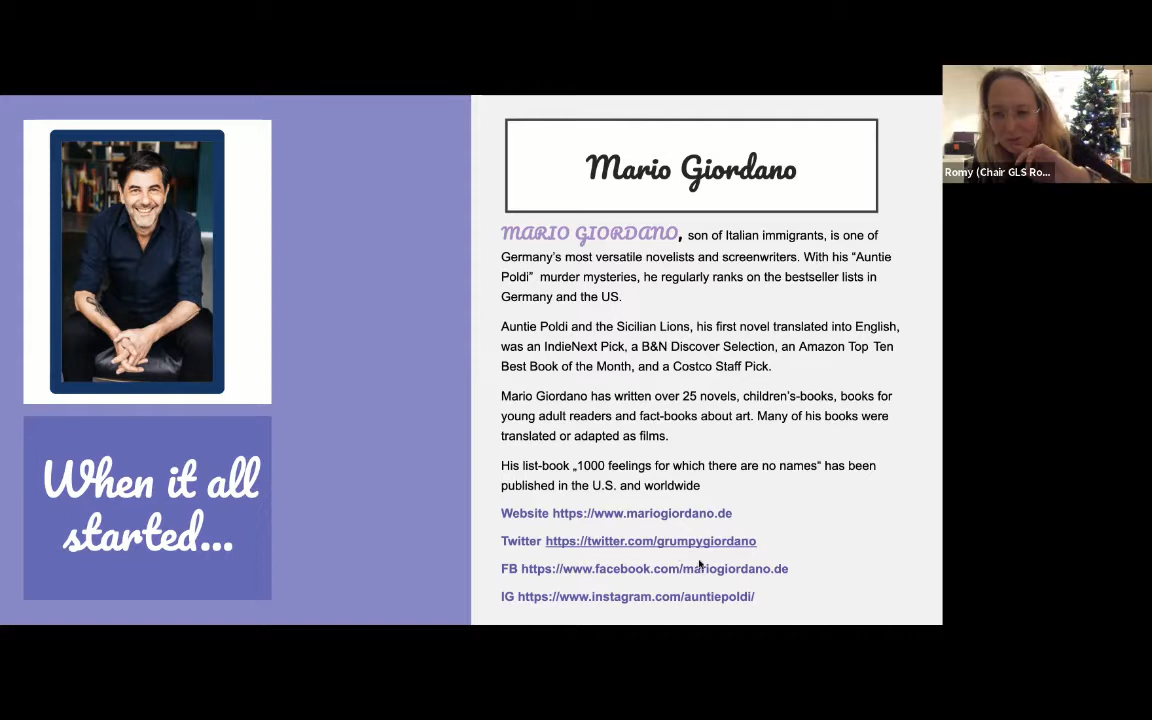 When it all
started...
Mario Giordano
MARIO GIORDANO, son of Italian immigrants, is one of
Germany's most versatile novelists and screenwriters. With his "Auntie
Poldi" murder mysteries, he regularly ranks on the bestseller lists in
Germany and the US.
Auntie Poldi and the Sicilian Lions, his first novel translated into English,
was an IndieNext Pick, a B&N Discover Selection, an Amazon Top Ten
Best Book of the Month, and a Costco Staff Pick.
Mario Giordano has written over 25 novels, children's-books, books for
young adult readers and fact-books about art. Many of his books were
translated or adapted as films.
His list-book „1000 feelings for which there are no names" has been
published in the U.S. and worldwide
Website https://www.mariogiordano.de
Twitter https://twitter.com/grumpygiordano
FB https://www.facebook.com/mariogiordano.de
IG https://www.instagram.com/auntiepoldi/
Romy (Chair GLS Ro...